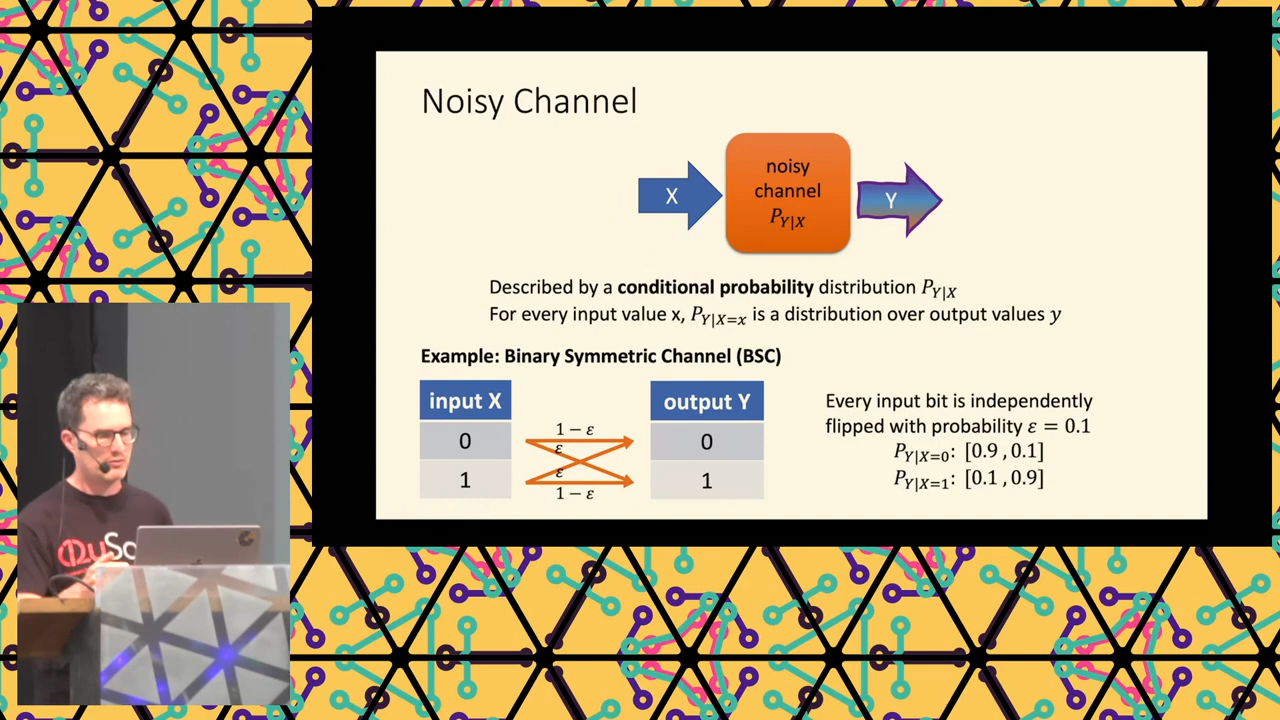 Noisy Channel
X
noisy
channel
P_{Y|X}
Y
Described by a conditional probability distribution P_{Y|X}
For every input value x, P_{Y|X=x} is a distribution over output values y
Example: Binary Symmetric Channel (BSC)
input X
output Y
0
1
1 − ε
ε
ε
1 − ε
0
1
Every input bit is independently
flipped with probability ε = 0.1
P_{Y|X=0}: [0.9 , 0.1]
P_{Y|X=1}: [0.1 , 0.9]
QuSo